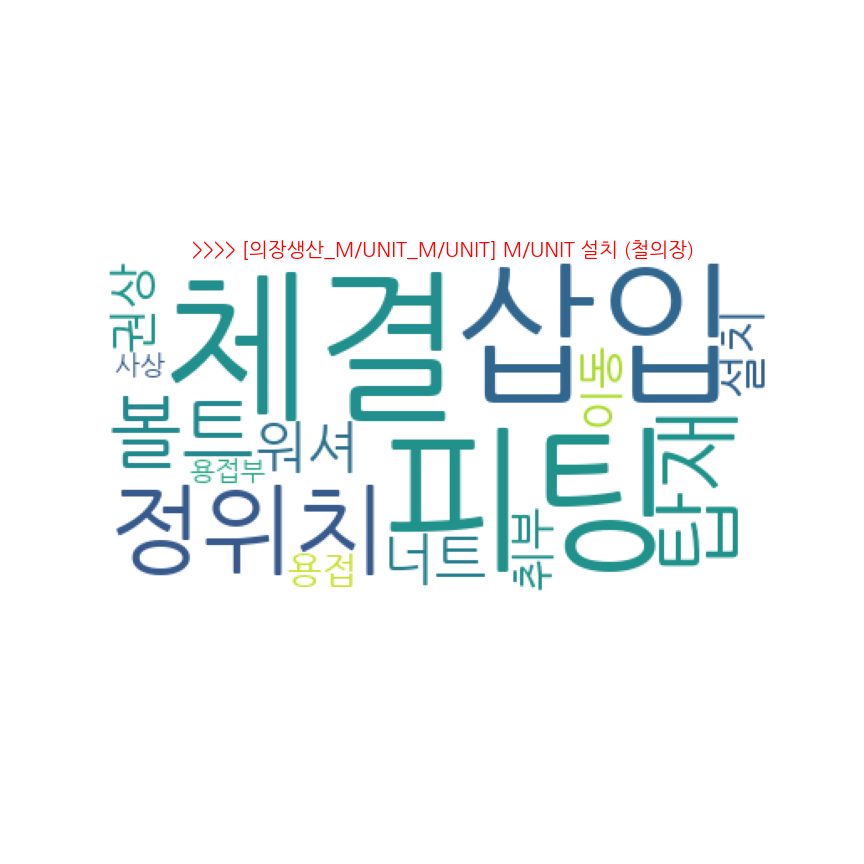 >>>> [의장생산_M/UNIT_M/UNIT] M/UNIT 설치 (철의장)
권상
체결
삽입
설치
사상
이동
볼트
워셔
피팅
탑재
용접부
정위치
용접
너트
취부